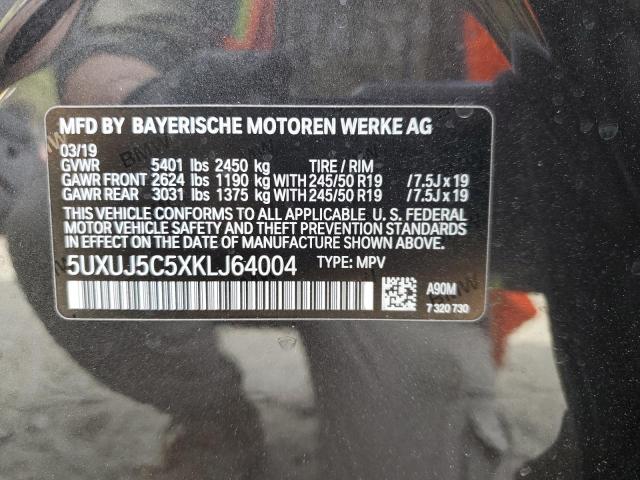 MFD BY BAYERISCHE MOTOREN WERKE AG
03/19
GVWR 5401 lbs 2450 kg TIRE / RIM
GAWR FRONT 2624 lbs 1190 kg WITH 245/50 R19 / 7.5J x 19
GAWR REAR 3031 lbs 1375 kg WITH 245/50 R19 / 7.5J x 19
THIS VEHICLE CONFORMS TO ALL APPLICABLE U. S. FEDERAL
MOTOR VEHICLE SAFETY, BUMPER, AND THEFT PREVENTION
STANDARDS IN EFFECT ON THE DATE OF MANUFACTURE SHOWN ABOVE.
5UXUJ5C5XKLJ64004 TYPE: MPV
A90M
7 320 730